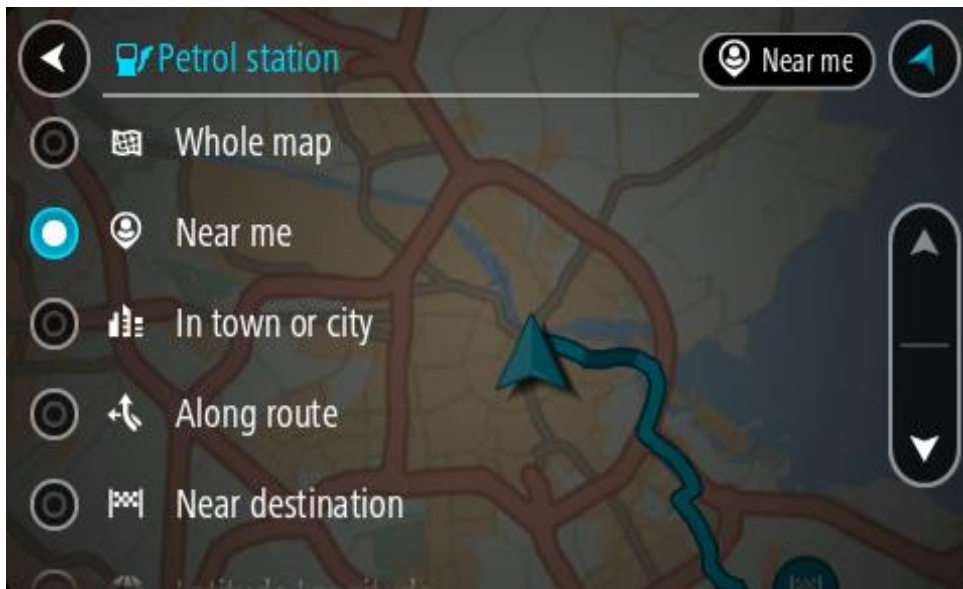 Petrol station
Near me
Whole map
Near me
In town or city
Along route
Near destination